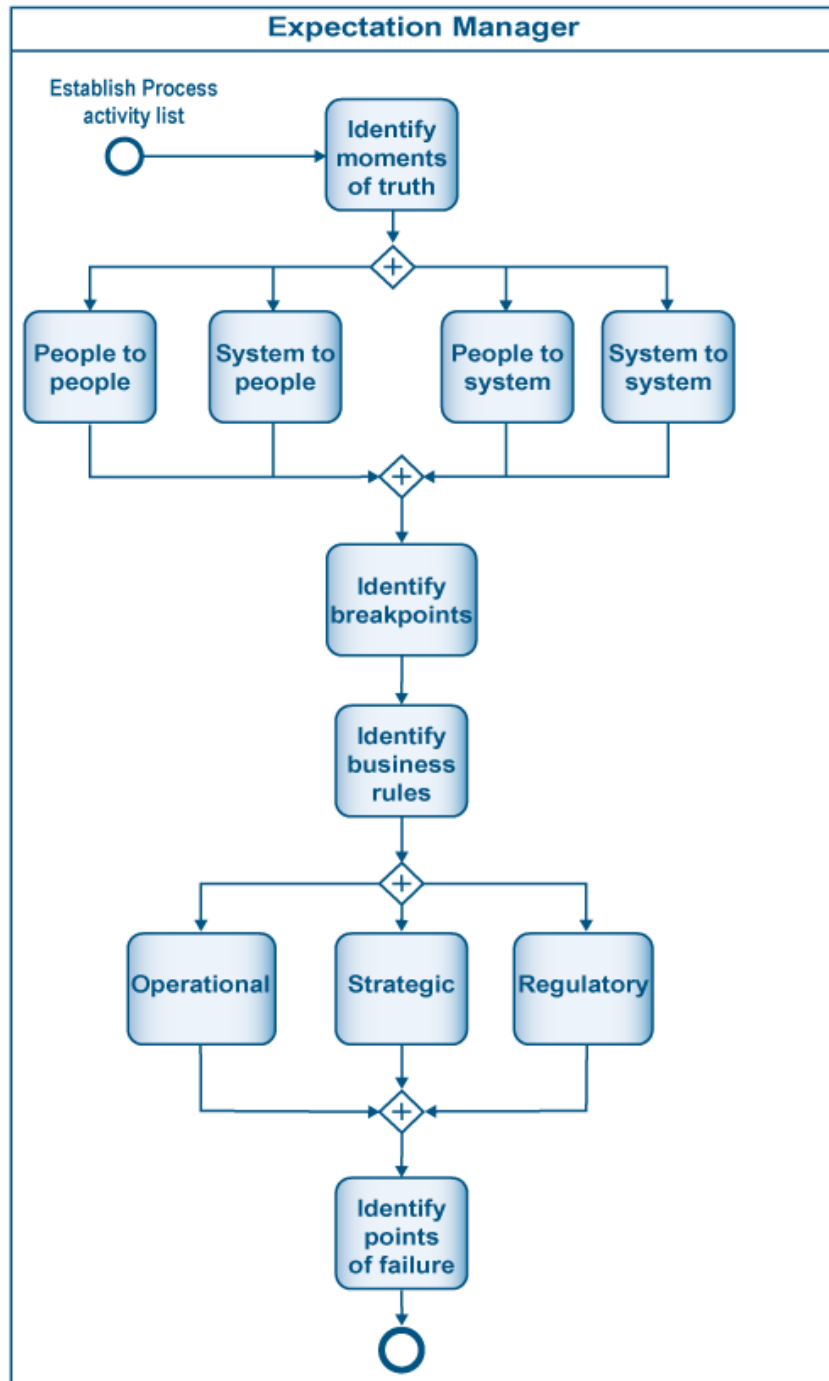 Expectation Manager
Establish Process
activity list
Identify
moments
of truth
People to
people
System to
people
People to
system
System to
system
Identify
breakpoints
Identify
business
rules
Operational
Strategic
Regulatory
Identify
points
of failure